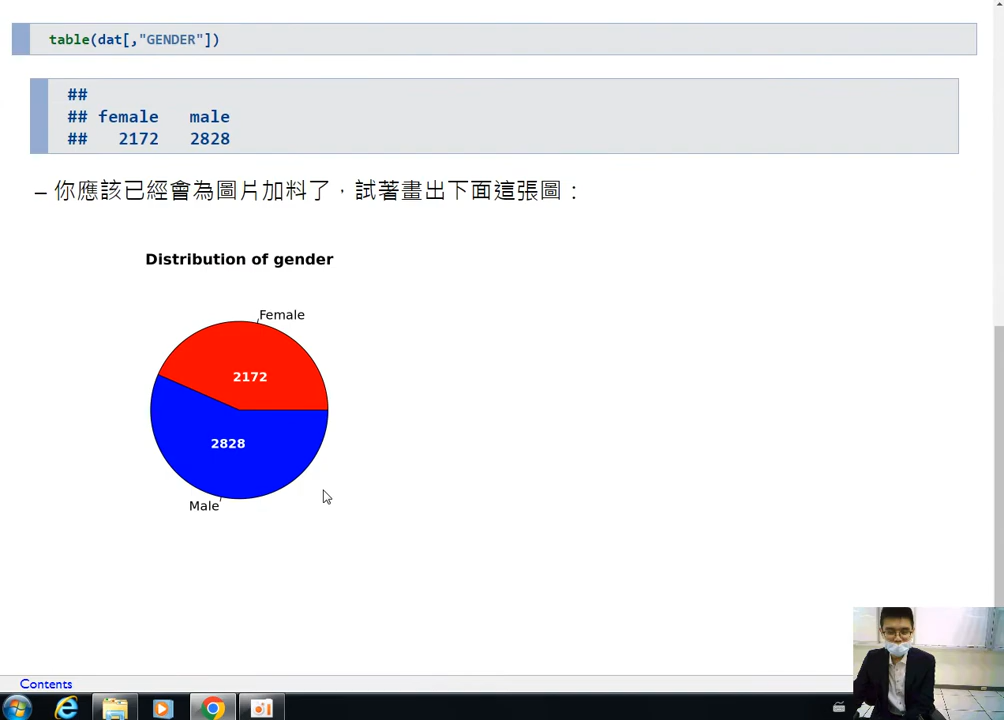 table(dat[,"GENDER"])
##
## female   male
##   2172   2828
– 你應該已經會為圖片加料了，試著畫出下面這張圖：
Distribution of gender
Female
2172
2828
Male
Contents